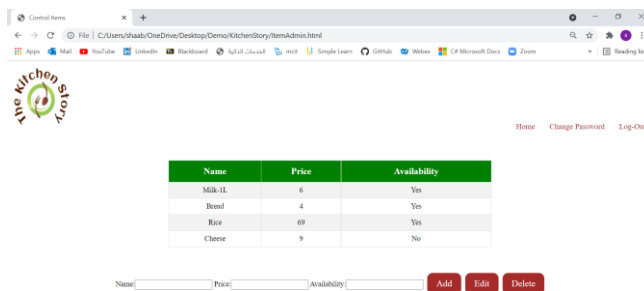 Control Items
File | C:/Users/shaab/OneDrive/Desktop/Demo/KitchenStory/ItemAdmin.html
Apps Mail YouTube LinkedIn Blackboard الخدمات الذاتية mcit Simple Learn GitHub Webex C# Microsoft Docs Zoom » Reading list
The Kitchen Story
Home Change Password Log-Out
Name Price Availability
Milk-1L 6 Yes
Bread 4 Yes
Rice 69 Yes
Cheese 9 No
Name: Price: Availability: Add Edit Delete